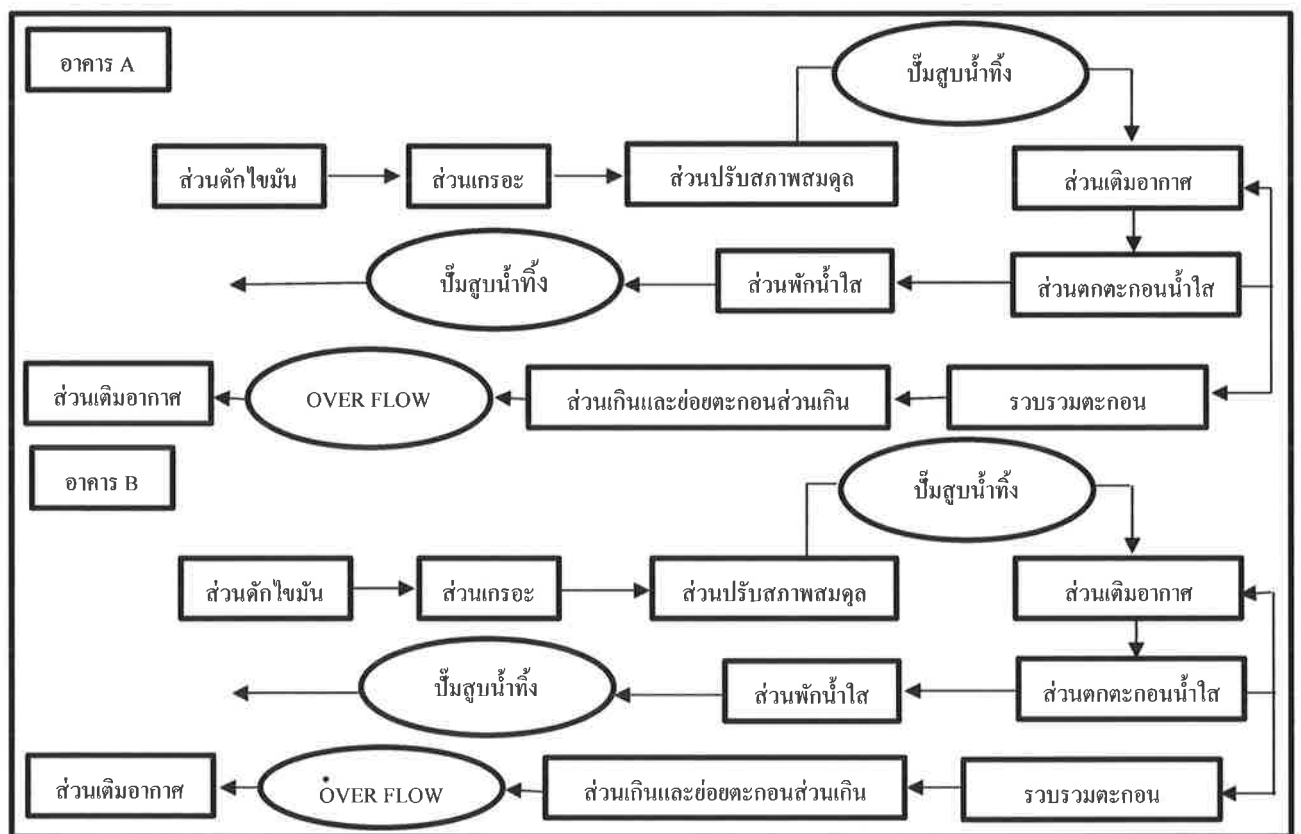 อาคาร A
ปั๊มสูบน้ำทิ้ง
ส่วนดักไขมัน
ส่วนเกรอะ
ส่วนปรับสภาพสมดุล
ส่วนเติมอากาศ
ปั๊มสูบน้ำทิ้ง
ส่วนพักน้ำใส
ส่วนตกตะกอนน้ำใส
ส่วนเติมอากาศ
OVER FLOW
ส่วนเกินและย่อยตะกอนส่วนเกิน
รวบรวมตะกอน
อาคาร B
ปั๊มสูบน้ำทิ้ง
ส่วนดักไขมัน
ส่วนเกรอะ
ส่วนปรับสภาพสมดุล
ส่วนเติมอากาศ
ปั๊มสูบน้ำทิ้ง
ส่วนพักน้ำใส
ส่วนตกตะกอนน้ำใส
ส่วนเติมอากาศ
OVER FLOW
ส่วนเกินและย่อยตะกอนส่วนเกิน
รวบรวมตะกอน